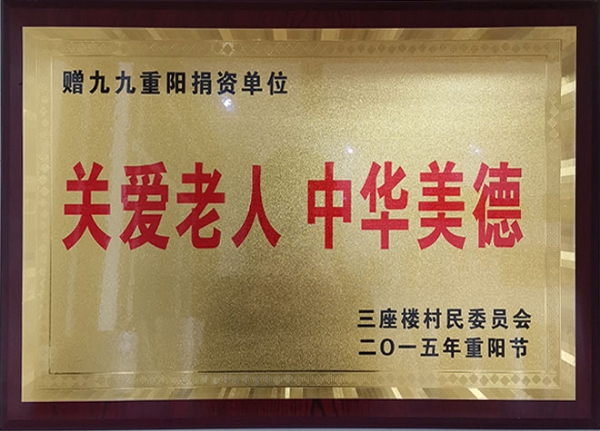 赠九九重阳捐资单位
关爱老人 中华美德
三座楼村民委员会
二〇一五年重阳节